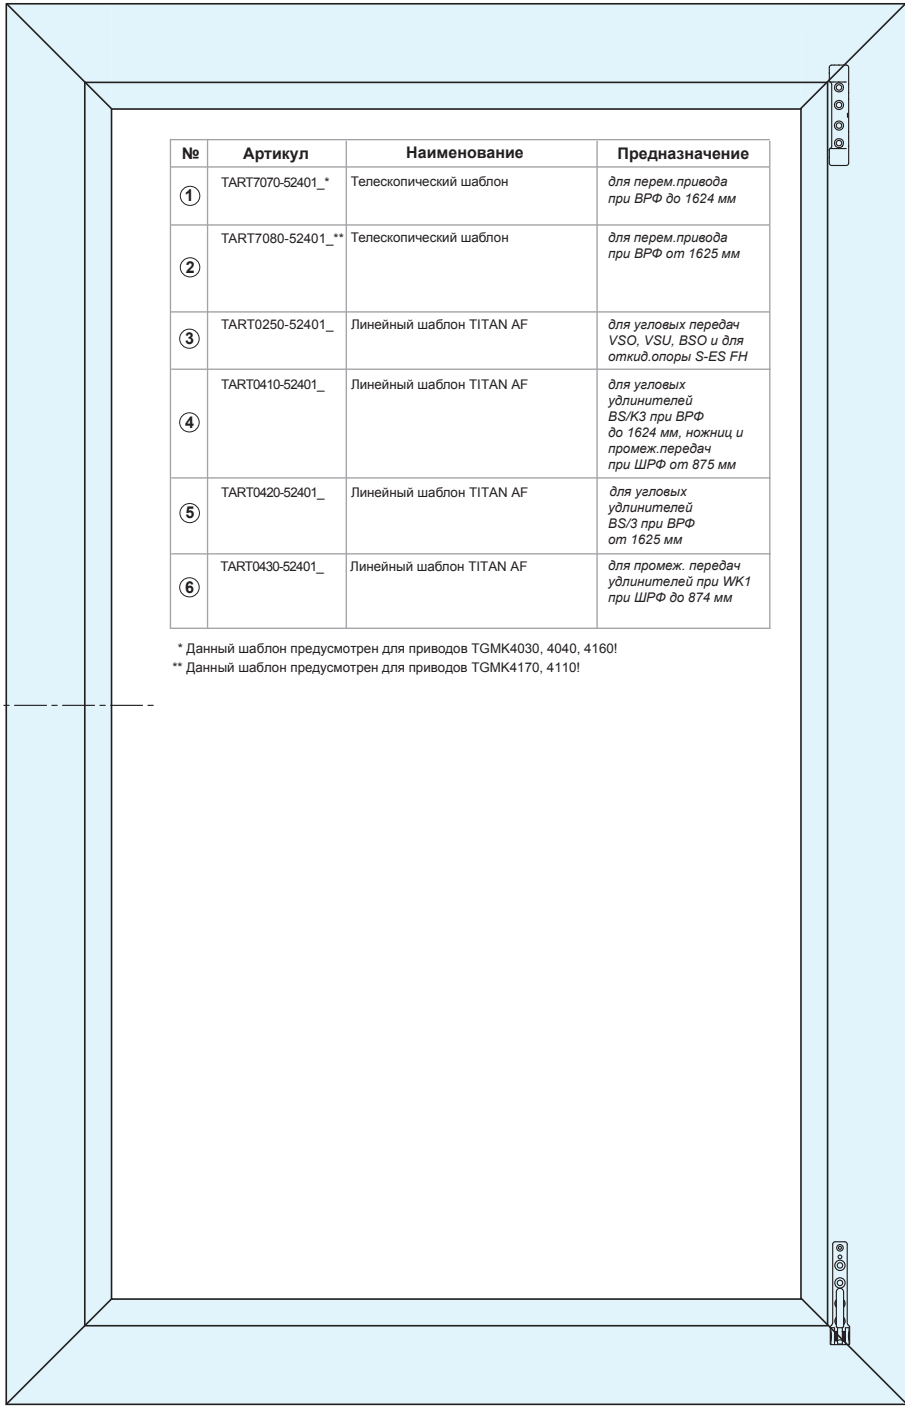 № Артикул Наименование Предназначение
1 TART7070-52401_* Телескопический шаблон для перем.привода
при ВРФ до 1624 мм
2 TART7080-52401_** Телескопический шаблон для перем.привода
при ВРФ от 1625 мм
3 TART0250-52401_ Линейный шаблон TITAN AF для угловых передач
VSO, VSU, BSO и для
откид.опоры S-ES FH
4 TART0410-52401_ Линейный шаблон TITAN AF для угловых
удлинителей
BS/K3 при ВРФ
до 1624 мм, ножниц и
промеж.передач
при ШРФ от 875 мм
5 TART0420-52401_ Линейный шаблон TITAN AF для угловых
удлинителей
BS/3 при ВРФ
от 1625 мм
6 TART0430-52401_ Линейный шаблон TITAN AF для промеж. передач
удлинителей при WK1
при ШРФ до 874 мм
* Данный шаблон предусмотрен для приводов TGMK4030, 4040, 4160!
** Данный шаблон предусмотрен для приводов TGMK4170, 4110!